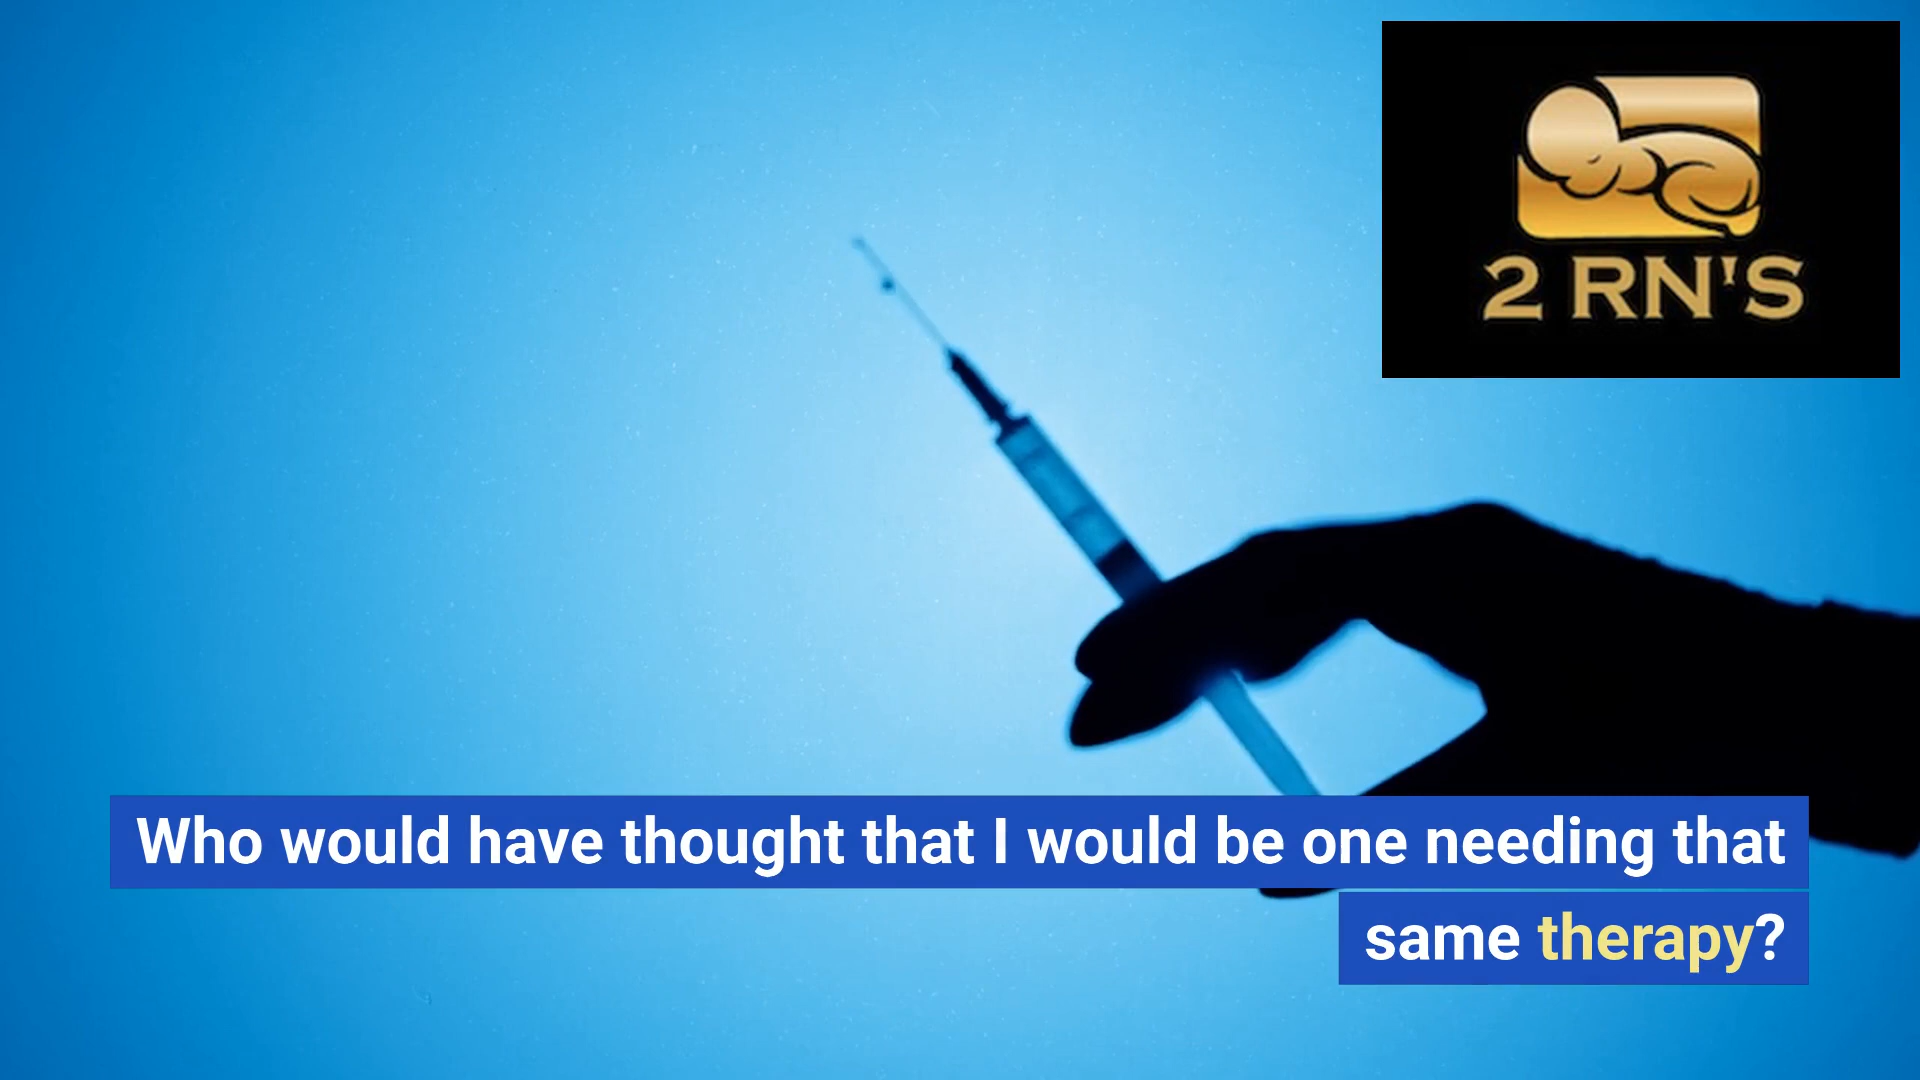 2 RN'S
Who would have thought that I would be one needing that
same therapy?